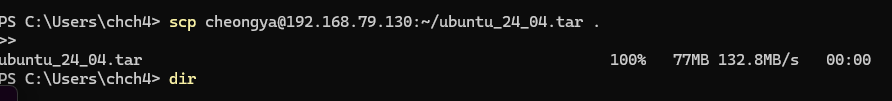 PS C:\Users\chch4> scp cheongya@192.168.79.130:~/ubuntu_24_04.tar .
>>
ubuntu_24_04.tar 100% 77MB 132.8MB/s 00:00
PS C:\Users\chch4> dir